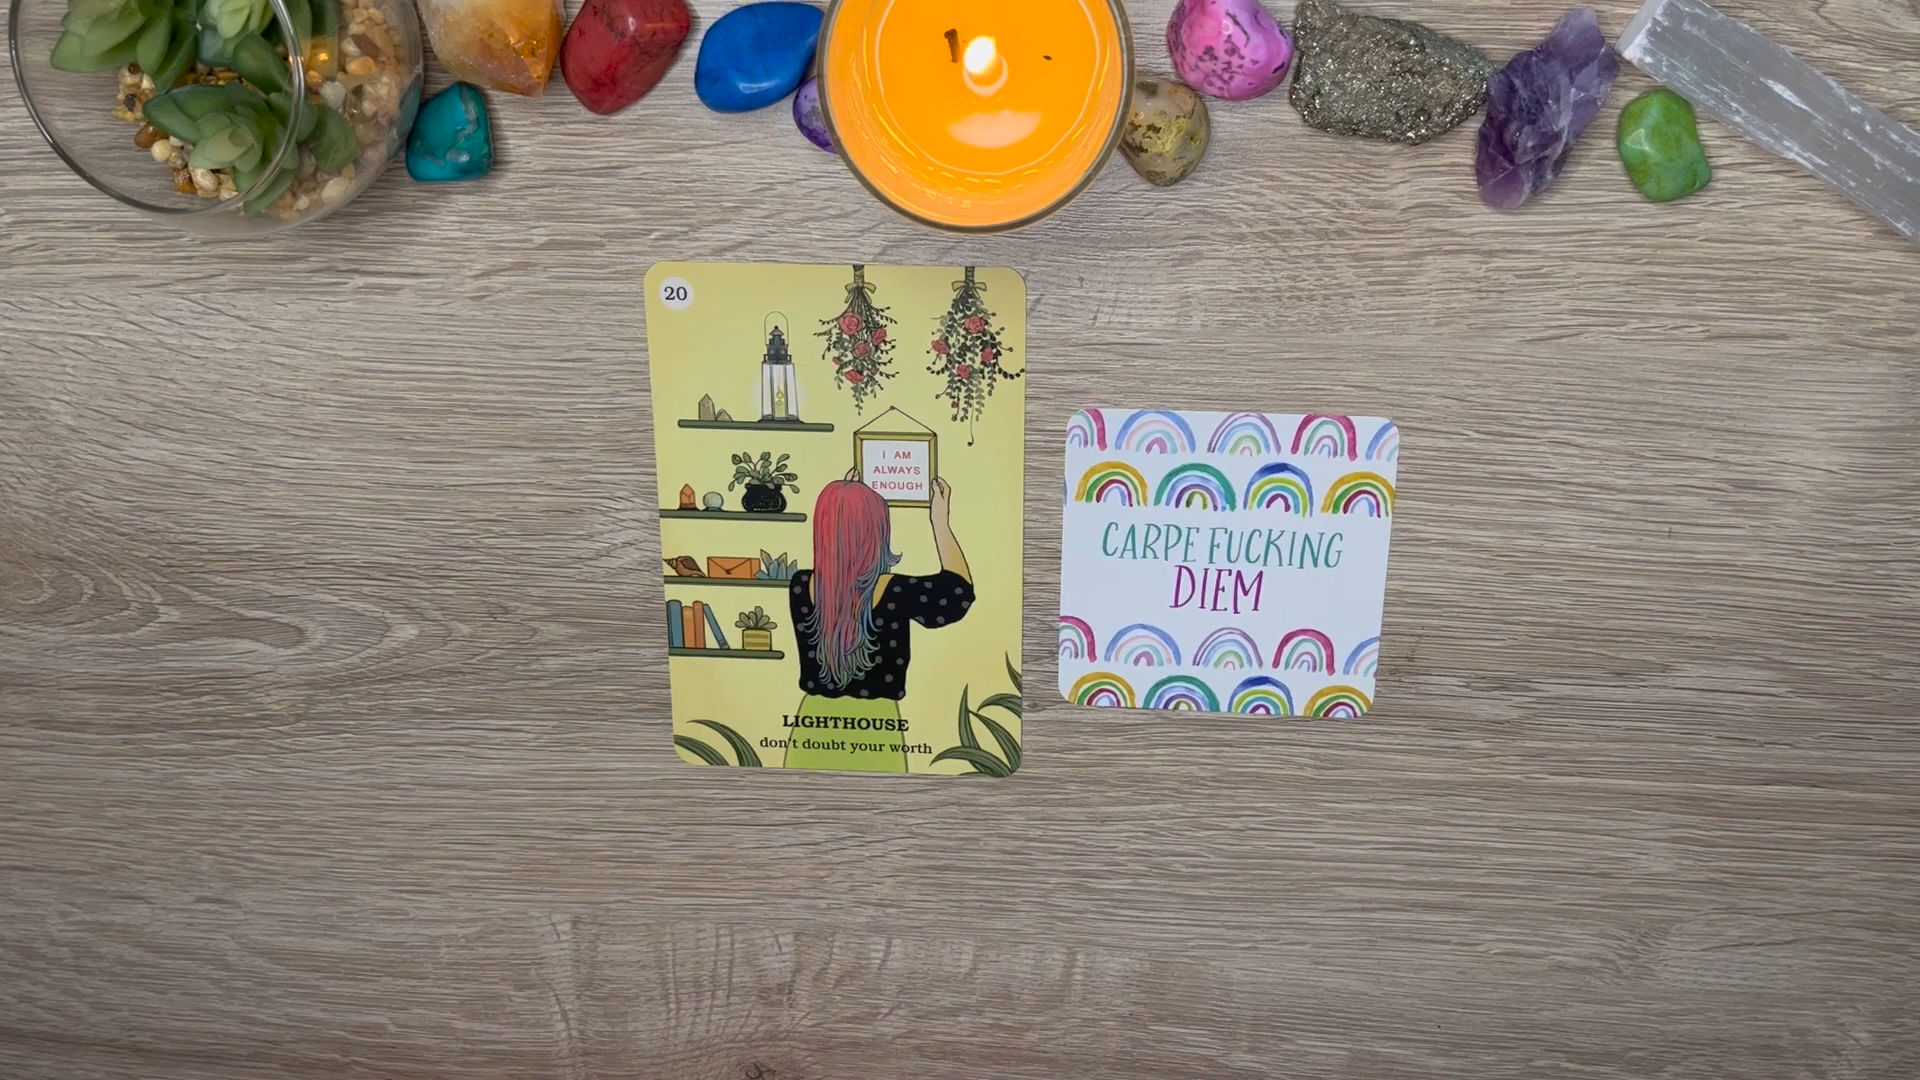 20
I AM
ALWAYS
ENOUGH
LIGHTHOUSE
don't doubt your worth
CARPE FUCKING
DIEM